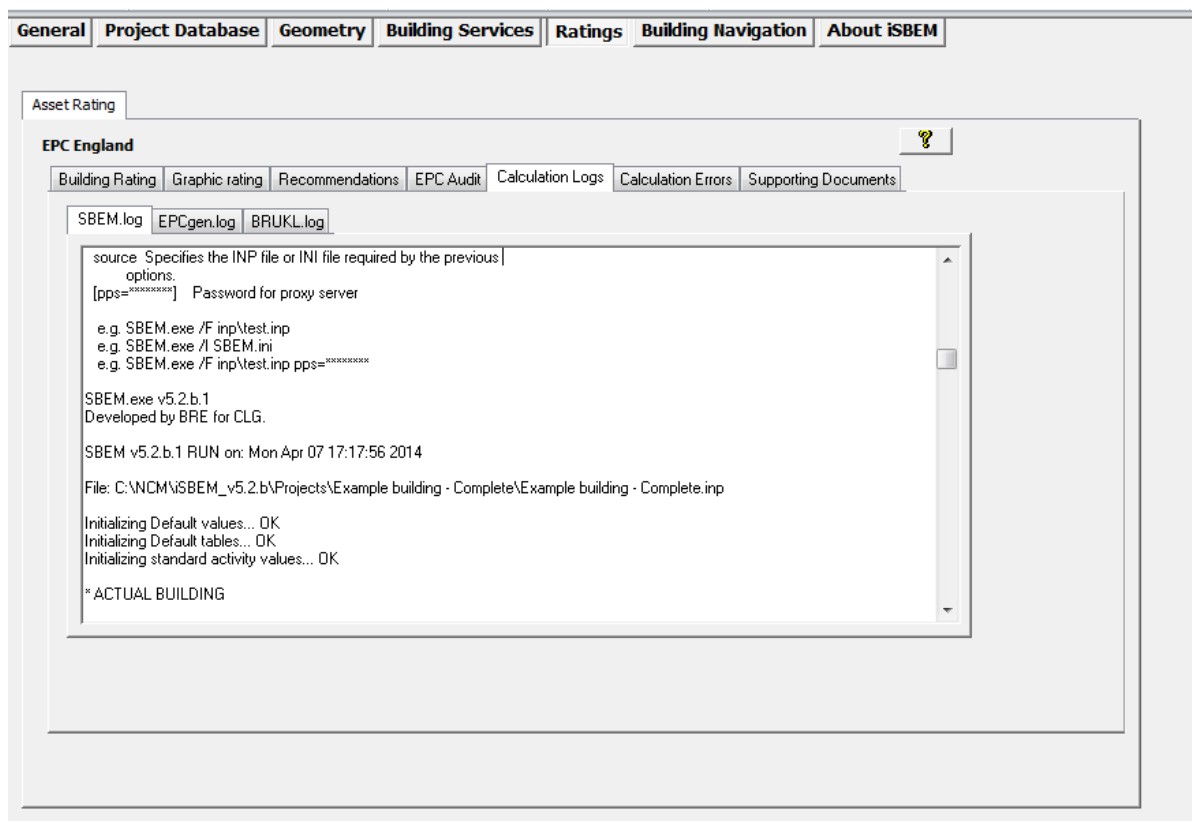 General Project Database Geometry Building Services Ratings Building Navigation About iSBEM
Asset Rating
EPC England
?
Building Rating Graphic rating Recommendations EPC Audit Calculation Logs Calculation Errors Supporting Documents
SBEM.log EPCgen.log BRUKL.log
source Specifies the INP file or INI file required by the previous
options.
[pps=********] Password for proxy server
e.g. SBEM.exe /F inp\test.inp
e.g. SBEM.exe /I SBEM.ini
e.g. SBEM.exe /F inp\test.inp pps=********
SBEM.exe v5.2.b.1
Developed by BRE for CLG.
SBEM v5.2.b.1 RUN on: Mon Apr 07 17:17:56 2014
File: C:\NCM\iSBEM_v5.2.b\Projects\Example building - Complete\Example building - Complete.inp
Initializing Default values... OK
Initializing Default tables... OK
Initializing standard activity values... OK
* ACTUAL BUILDING